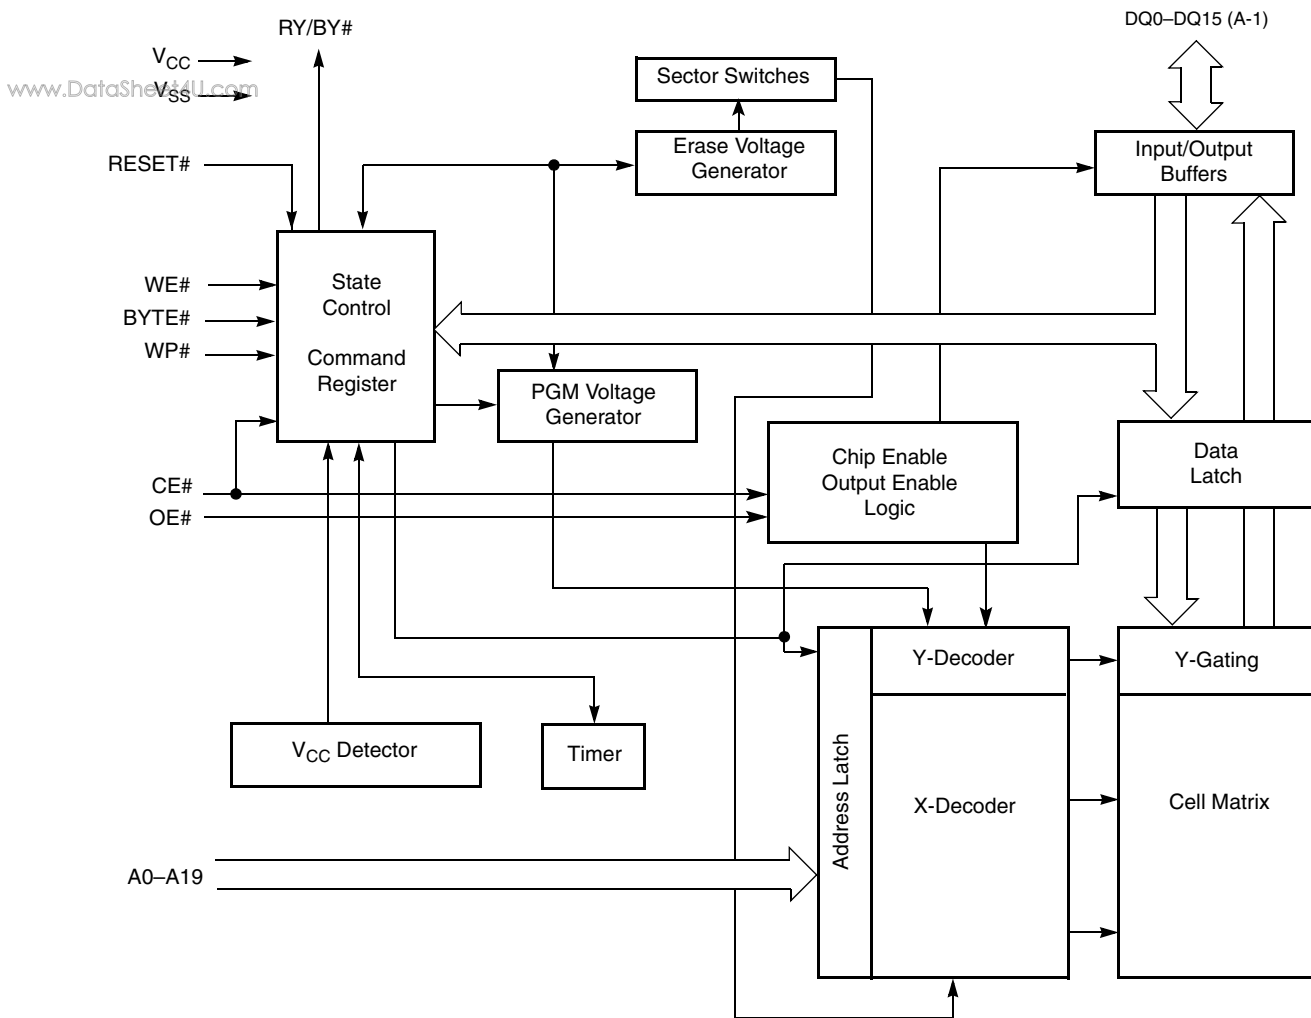 RY/BY#
DQ0–DQ15 (A-1)
VCC
www.DataSheet4U.com
VSS
Sector Switches
RESET#
Erase Voltage
Generator
Input/Output
Buffers
WE#
BYTE#
WP#
State
Control
Command
Register
PGM Voltage
Generator
CE#
OE#
Chip Enable
Output Enable
Logic
Data
Latch
Y-Decoder
Y-Gating
VCC Detector
Timer
Address Latch
X-Decoder
Cell Matrix
A0–A19